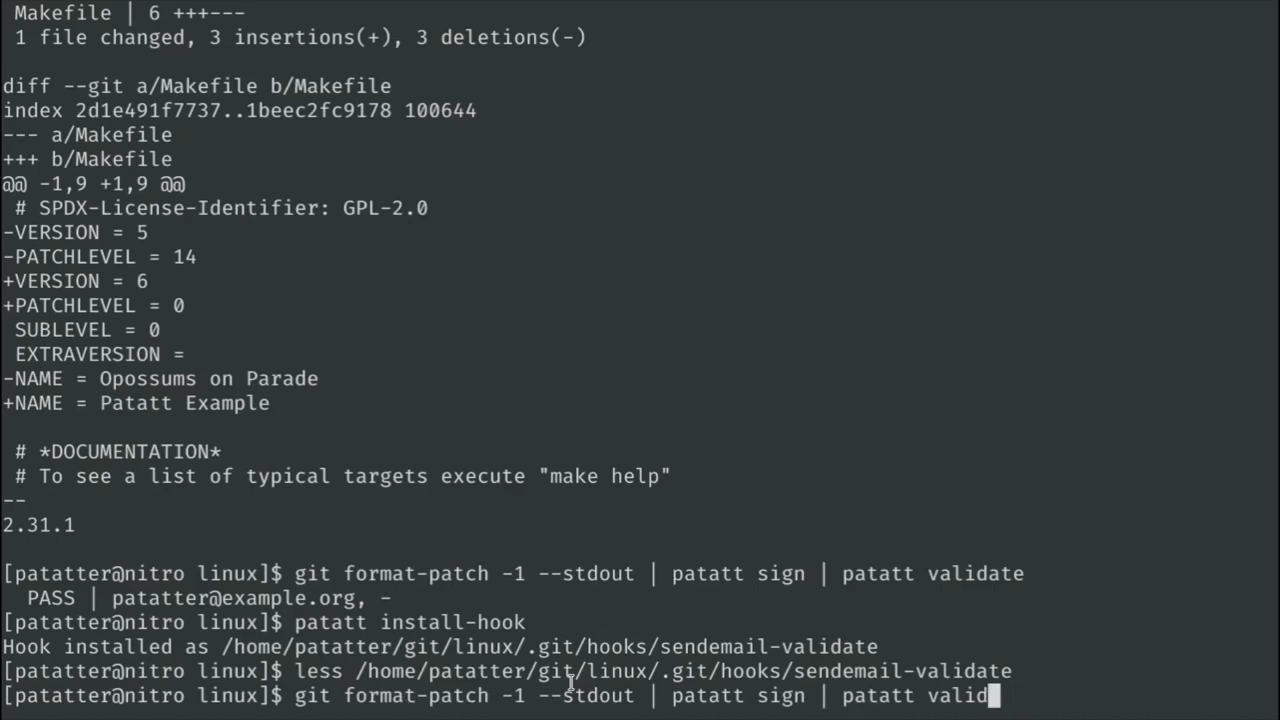 Makefile | 6 +++---
1 file changed, 3 insertions(+), 3 deletions(-)
diff --git a/Makefile b/Makefile
index 2d1e491f7737..1beec2fc9178 100644
--- a/Makefile
+++ b/Makefile
@@ -1,9 +1,9 @@
# SPDX-License-Identifier: GPL-2.0
-VERSION = 5
-PATCHLEVEL = 14
+VERSION = 6
+PATCHLEVEL = 0
SUBLEVEL = 0
EXTRAVERSION =
-NAME = Opossums on Parade
+NAME = Patatt Example
# *DOCUMENTATION*
# To see a list of typical targets execute "make help"
--
2.31.1
[patatter@nitro linux]$ git format-patch -1 --stdout | patatt sign | patatt validate
PASS | patatter@example.org, -
[patatter@nitro linux]$ patatt install-hook
Hook installed as /home/patatter/git/linux/.git/hooks/sendemail-validate
[patatter@nitro linux]$ less /home/patatter/git/linux/.git/hooks/sendemail-validate
[patatter@nitro linux]$ git format-patch -1 --stdout | patatt sign | patatt valid